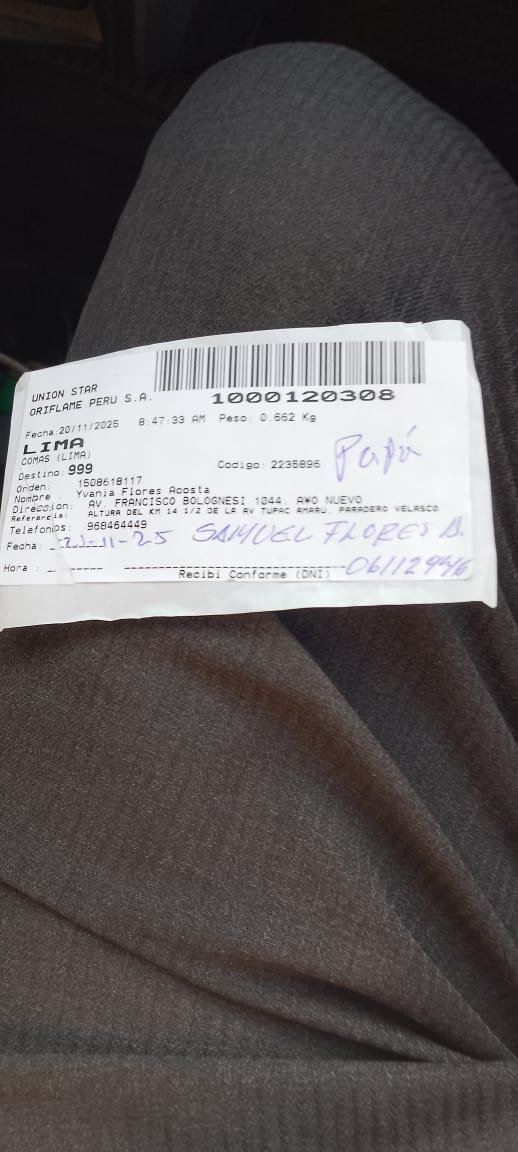 UNION STAR
ORIFLAME PERU S.A.
1000120308
Fecha:20/11/2025 8:47:33 AM Peso: 0.662 Kg
LIMA
COMAS (LIMA)
Destino: 999 Codigo: 2235896 Papá
Orden: 1508618117
Nombre : Yvania Flores Acosta
Direccion: AV. FRANCISCO BOLOGNESI 1044, A¥O NUEVO
Referencia: ALTURA DEL KM 14 1/2 DE LA AV TUPAC AMARU, PARADERO VELASCO
Telefonos: 968464449
Fecha: 21-11-25 SAMUEL FLORES
Hora :
Recibi Conforme (DNI)